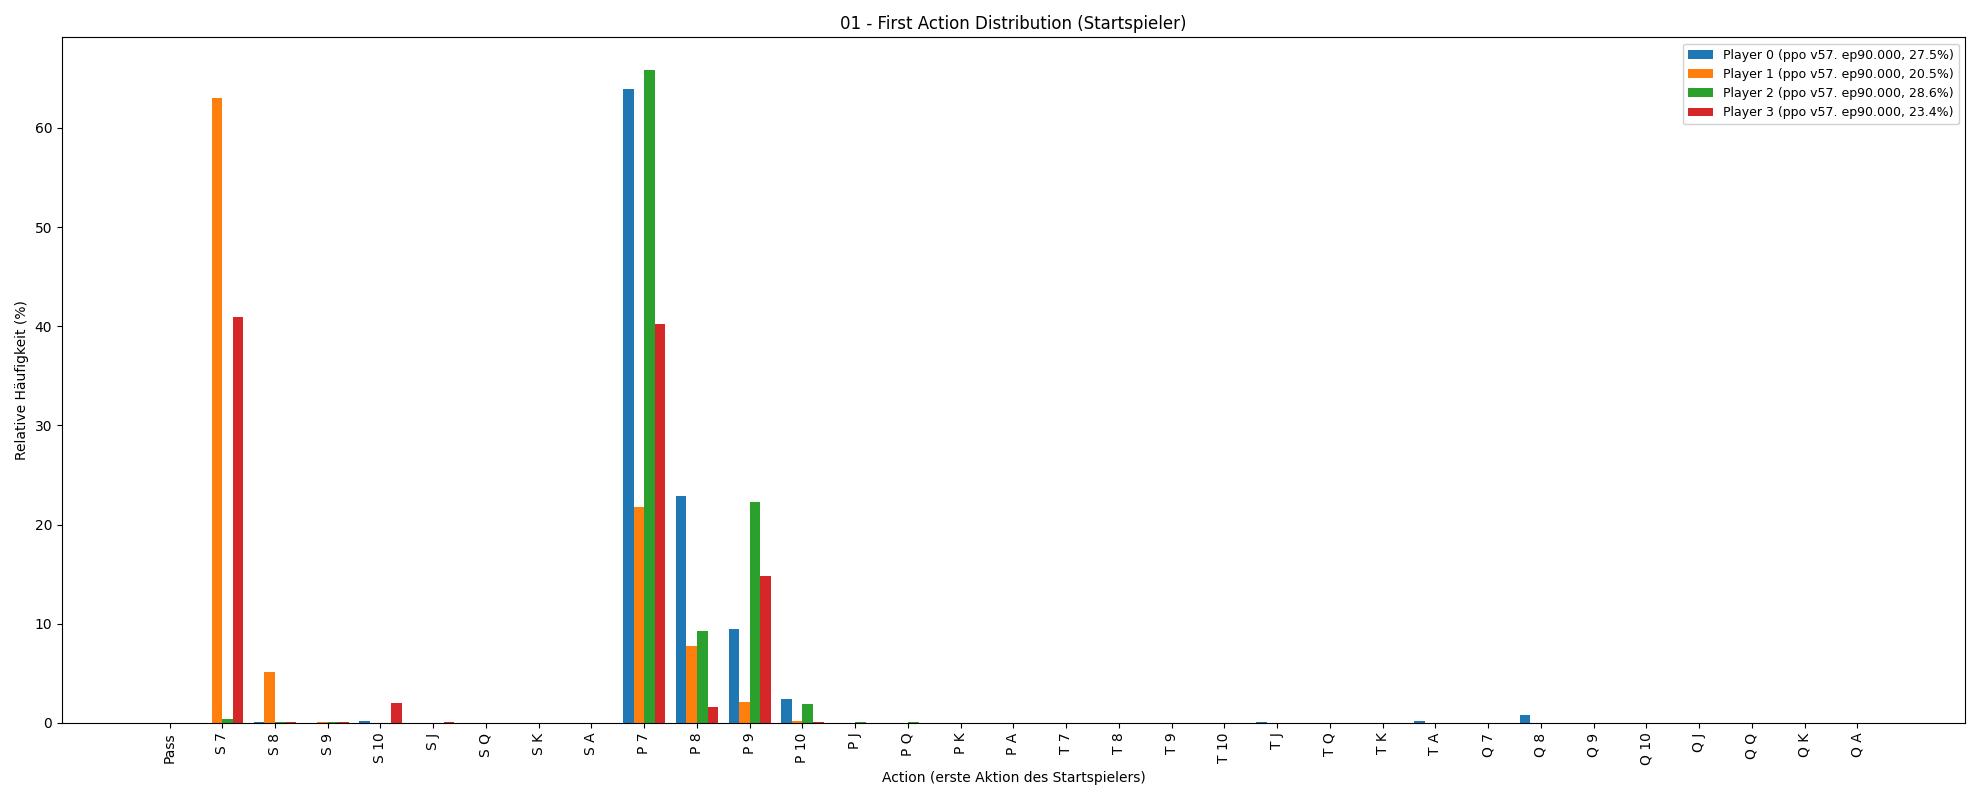 01 - First Action Distribution (Startspieler)
Player 0 (ppo v57. ep90.000, 27.5%)
Player 1 (ppo v57. ep90.000, 20.5%)
Player 2 (ppo v57. ep90.000, 28.6%)
Player 3 (ppo v57. ep90.000, 23.4%)
Relative Häufigkeit (%)
60
50
40
30
20
10
0
Pass
S 7
S 8
S 9
S 10
S J
S Q
S K
S A
P 7
P 8
P 9
P 10
P J
P Q
P K
P A
T 7
T 8
T 9
T 10
T J
T Q
T K
T A
Q 7
Q 8
Q 9
Q 10
Q J
Q Q
Q K
Q A
Action (erste Aktion des Startspielers)